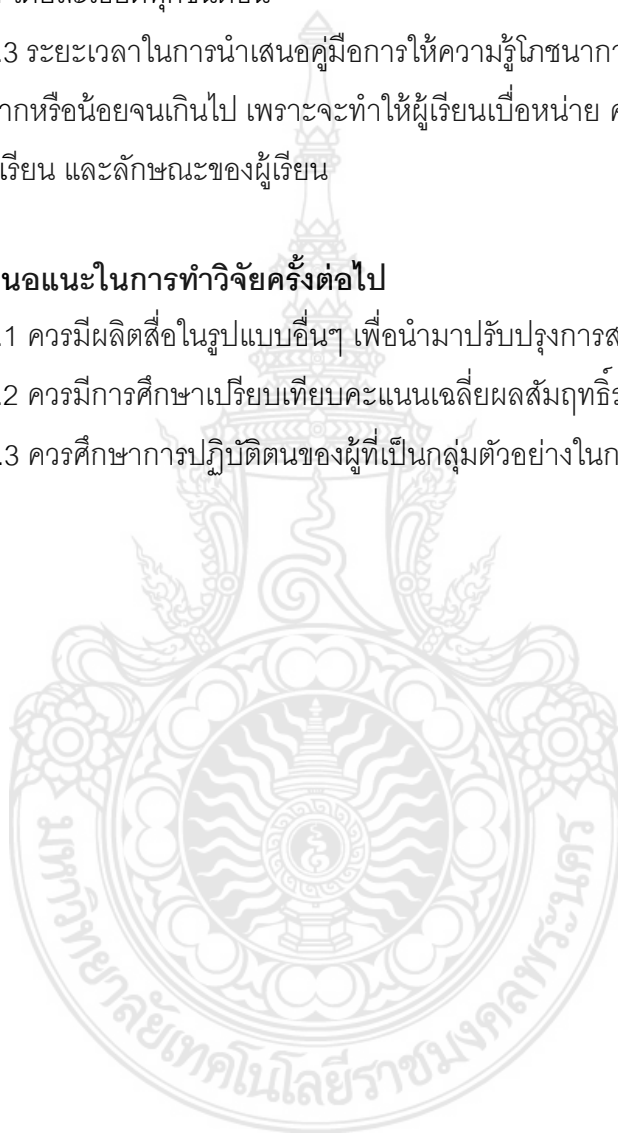 โดยละเอียดทุกขั้นตอน
.3 ระยะเวลาในการนำเสนอคู่มือการให้ความรู้โภชนากา
ากหรือน้อยจนเกินไป เพราะจะทำให้ผู้เรียนเบื่อหน่าย ค
เรียน และลักษณะของผู้เรียน
นอแนะในการทำวิจัยครั้งต่อไป
.1 ควรมีผลิตสื่อในรูปแบบอื่นๆ เพื่อนำมาปรับปรุงการส
.2 ควรมีการศึกษาเปรียบเทียบคะแนนเฉลี่ยผลสัมฤทธิ์ร
.3 ควรศึกษาการปฏิบัติตนของผู้ที่เป็นกลุ่มตัวอย่างในก
มหาวิทยาลัยเทคโนโลยีราชมงคลพระนคร